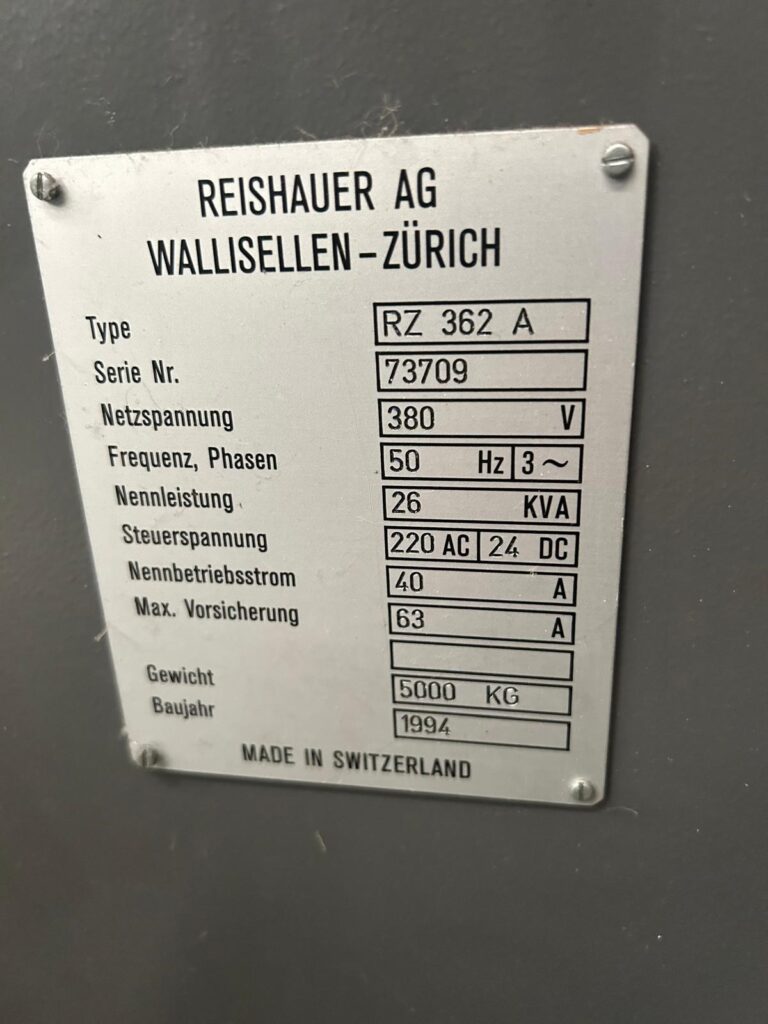 REISHAUER AG
WALLISELLEN-ZÜRICH
Type RZ 362 A
Serie Nr. 73709
Netzspannung 380 V
Frequenz, Phasen 50 Hz 3 ~
Nennleistung 26 KVA
Steuerspannung 220 AC 24 DC
Nennbetriebsstrom 40 A
Max. Vorsicherung 63 A
Gewicht 5000 KG
Baujahr 1994
MADE IN SWITZERLAND